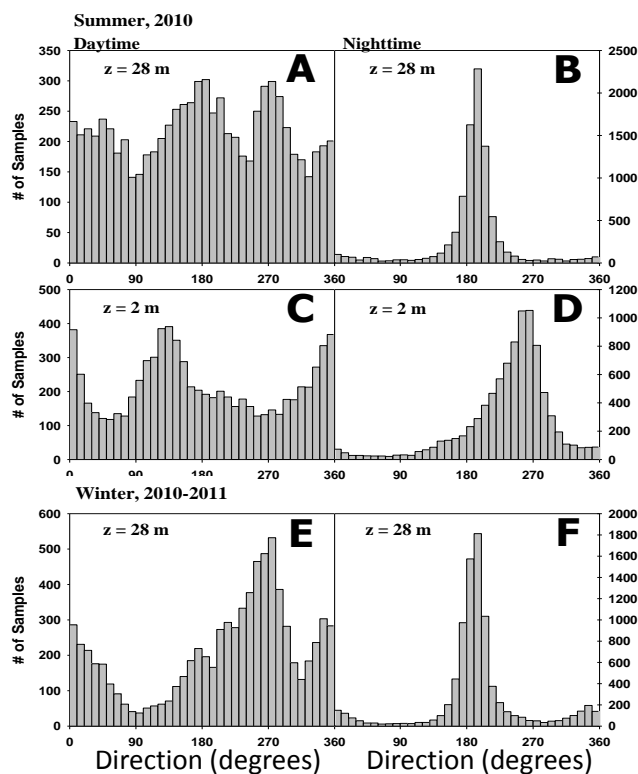 Summer, 2010
Daytime Nighttime
z = 28 m A z = 28 m B
350 2500
300 2000
250
200 1500
150 1000
100
50 500
0 0
# of Samples
0 90 180 270 360 90 180 270 360
z = 2 m C z = 2 m D
500 1200
400 1000
300 800
200 600
100 400
0 200
0
# of Samples
0 90 180 270 360 90 180 270 360
Winter, 2010-2011
z = 28 m E z = 28 m F
600 2000
500 1800
400 1600
300 1400
200 1200
100 1000
0 800
600
400
200
0
# of Samples
0 90 180 270 360 90 180 270 360
Direction (degrees) Direction (degrees)